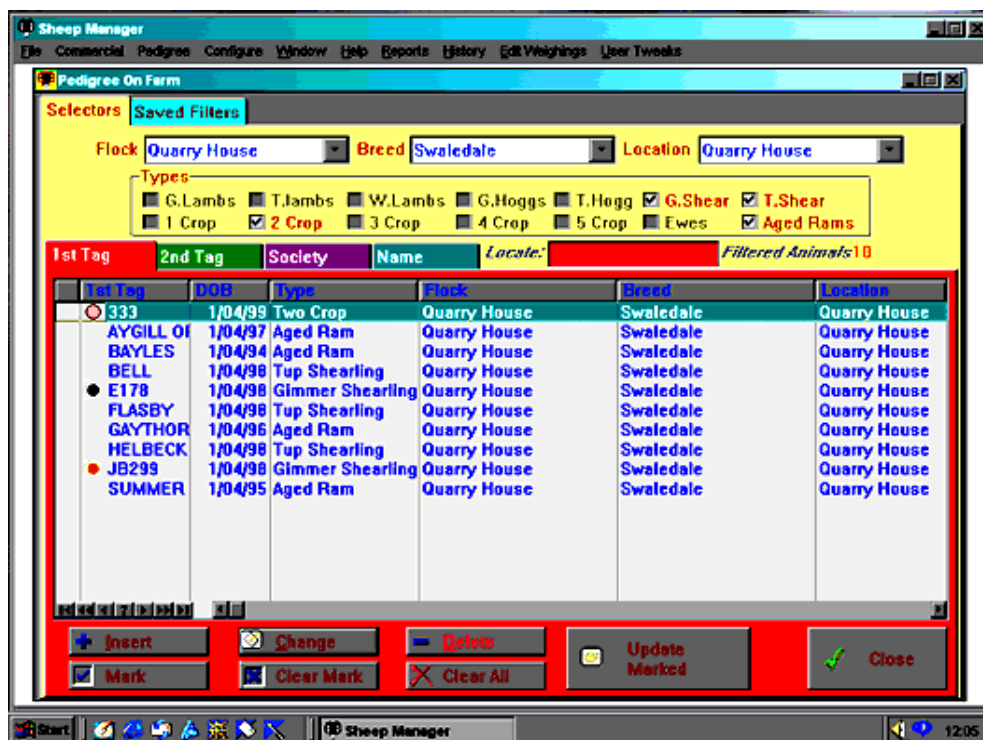 Sheep Manager
File Commercial Pedigree Configure Window Help Reports History Edit Weighings User Tweaks
Pedigree On Farm
Selectors Saved Filters
Flock Quarry House Breed Swaledale Location Quarry House
Types
G.Lambs T.lambs W.Lambs G.Hoggs T.Hogg G.Shear T.Shear
1 Crop 2 Crop 3 Crop 4 Crop 5 Crop Ewes Aged Rams
1st Tag 2nd Tag Society Name Locate: Filtered Animals 10
1st Tag DOB Type Flock Breed Location
333 1/04/99 Two Crop Quarry House Swaledale Quarry House
AYGILL OF 1/04/97 Aged Ram Quarry House Swaledale Quarry House
BAYLES 1/04/94 Aged Ram Quarry House Swaledale Quarry House
BELL 1/04/98 Tup Shearling Quarry House Swaledale Quarry House
E178 1/04/98 Gimmer Shearling Quarry House Swaledale Quarry House
FLASBY 1/04/98 Tup Shearling Quarry House Swaledale Quarry House
GAYTHOR 1/04/96 Aged Ram Quarry House Swaledale Quarry House
HELBECK 1/04/98 Tup Shearling Quarry House Swaledale Quarry House
JB299 1/04/98 Gimmer Shearling Quarry House Swaledale Quarry House
SUMMER 1/04/95 Aged Ram Quarry House Swaledale Quarry House
?
Insert Change Delete Update Marked Close
Mark Clear Mark Clear All
Start Sheep Manager 12:05